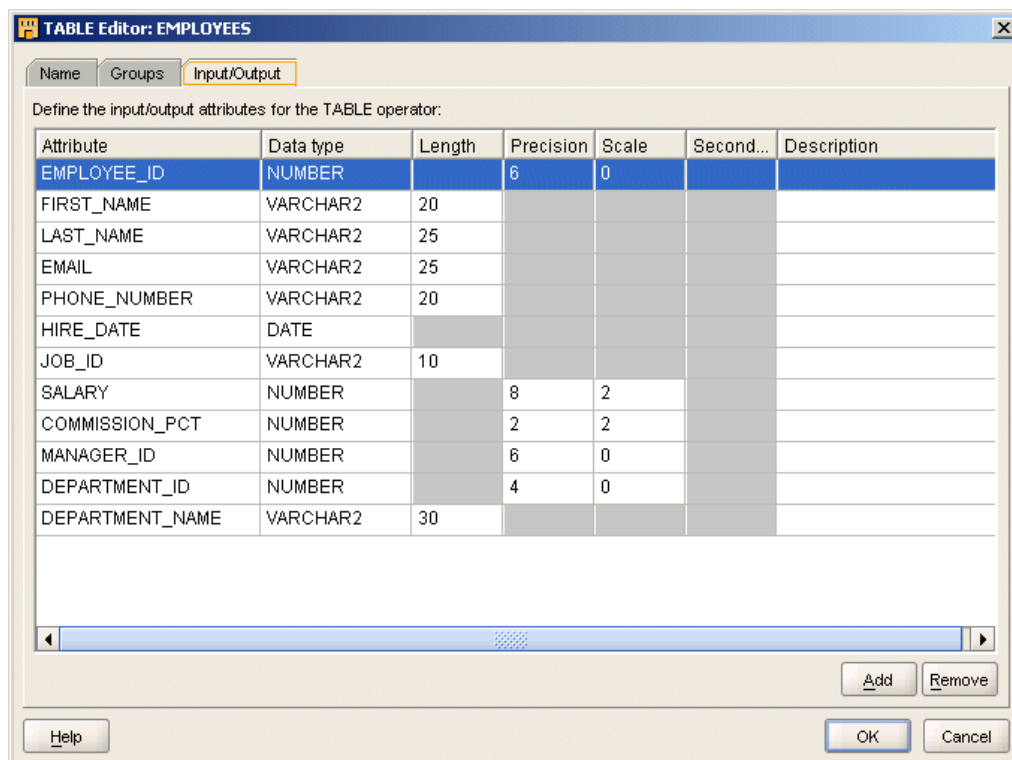 TABLE Editor: EMPLOYEES
Name Groups Input/Output
Define the input/output attributes for the TABLE operator:
Attribute Data type Length Precision Scale Second... Description
EMPLOYEE_ID NUMBER 6 0
FIRST_NAME VARCHAR2 20
LAST_NAME VARCHAR2 25
EMAIL VARCHAR2 25
PHONE_NUMBER VARCHAR2 20
HIRE_DATE DATE
JOB_ID VARCHAR2 10
SALARY NUMBER 8 2
COMMISSION_PCT NUMBER 2 2
MANAGER_ID NUMBER 6 0
DEPARTMENT_ID NUMBER 4 0
DEPARTMENT_NAME VARCHAR2 30
Add Remove
Help OK Cancel